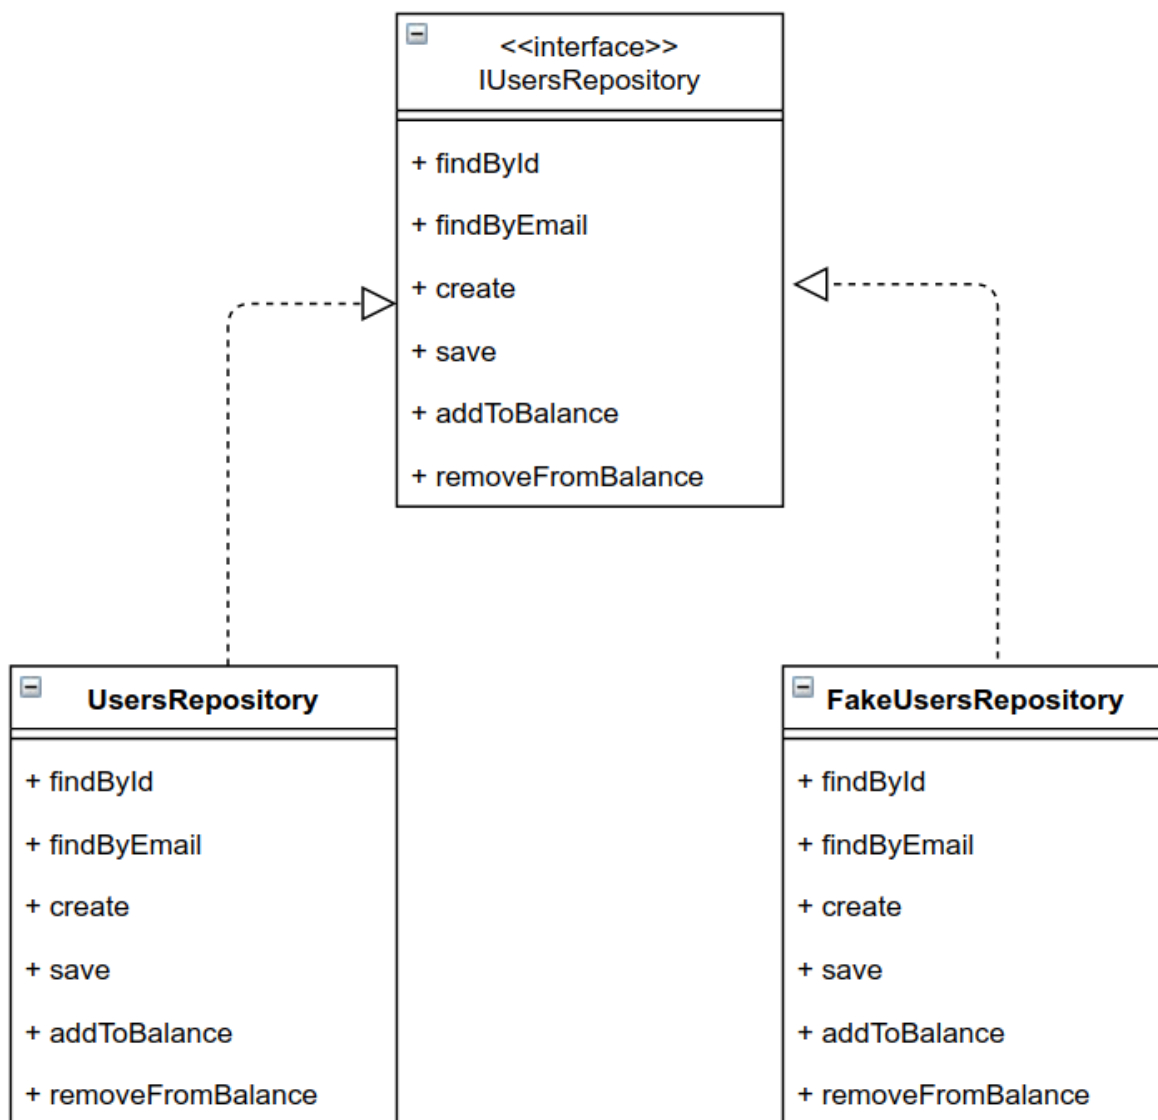 <<interface>>
IUsersRepository
+ findById
+ findByEmail
+ create
+ save
+ addToBalance
+ removeFromBalance
UsersRepository
+ findById
+ findByEmail
+ create
+ save
+ addToBalance
+ removeFromBalance
FakeUsersRepository
+ findById
+ findByEmail
+ create
+ save
+ addToBalance
+ removeFromBalance